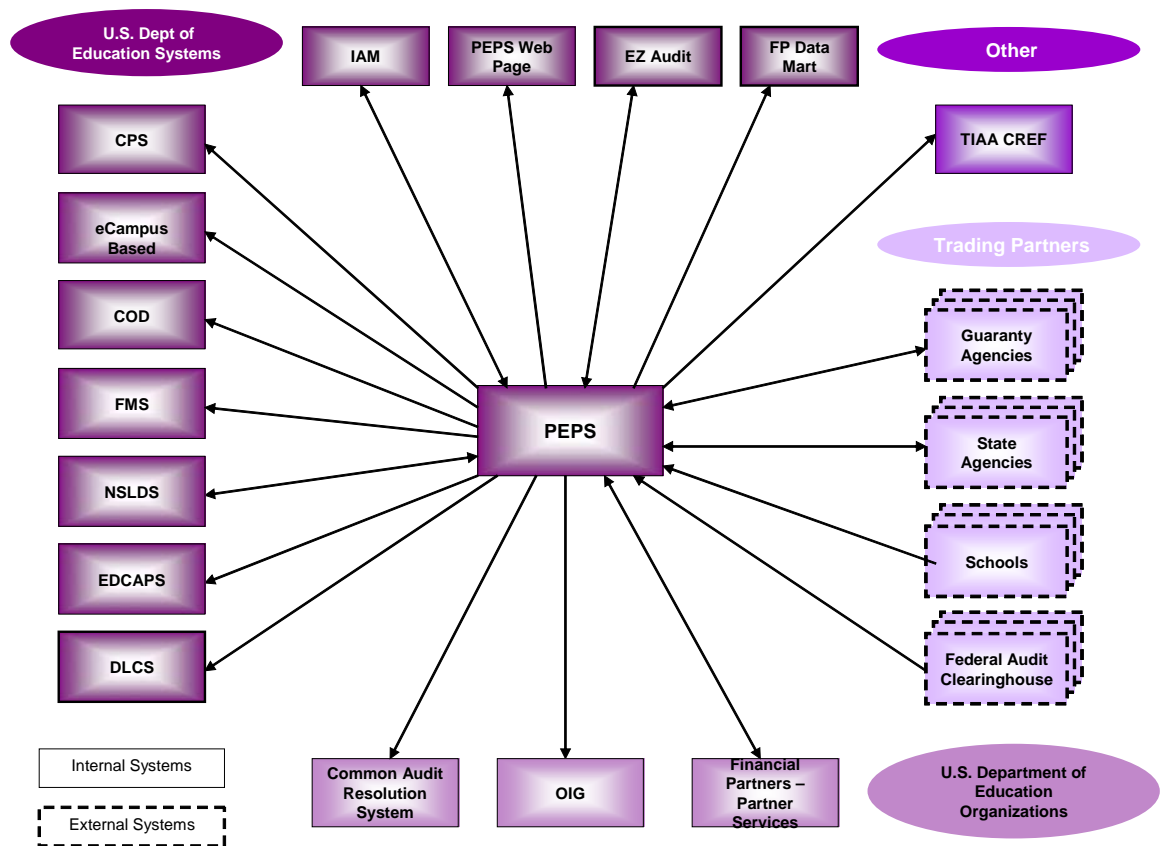 U.S. Dept of
Education Systems
IAM
PEPS Web
Page
EZ Audit
FP Data
Mart
Other
CPS
TIAA CREF
eCampus
Based
Trading Partners
COD
Guaranty
Agencies
FMS
PEPS
State
Agencies
NSLDS
Schools
EDCAPS
DLCS
Federal Audit
Clearinghouse
Internal Systems
External Systems
Common Audit
Resolution
System
OIG
Financial
Partners –
Partner
Services
U.S. Department of
Education
Organizations